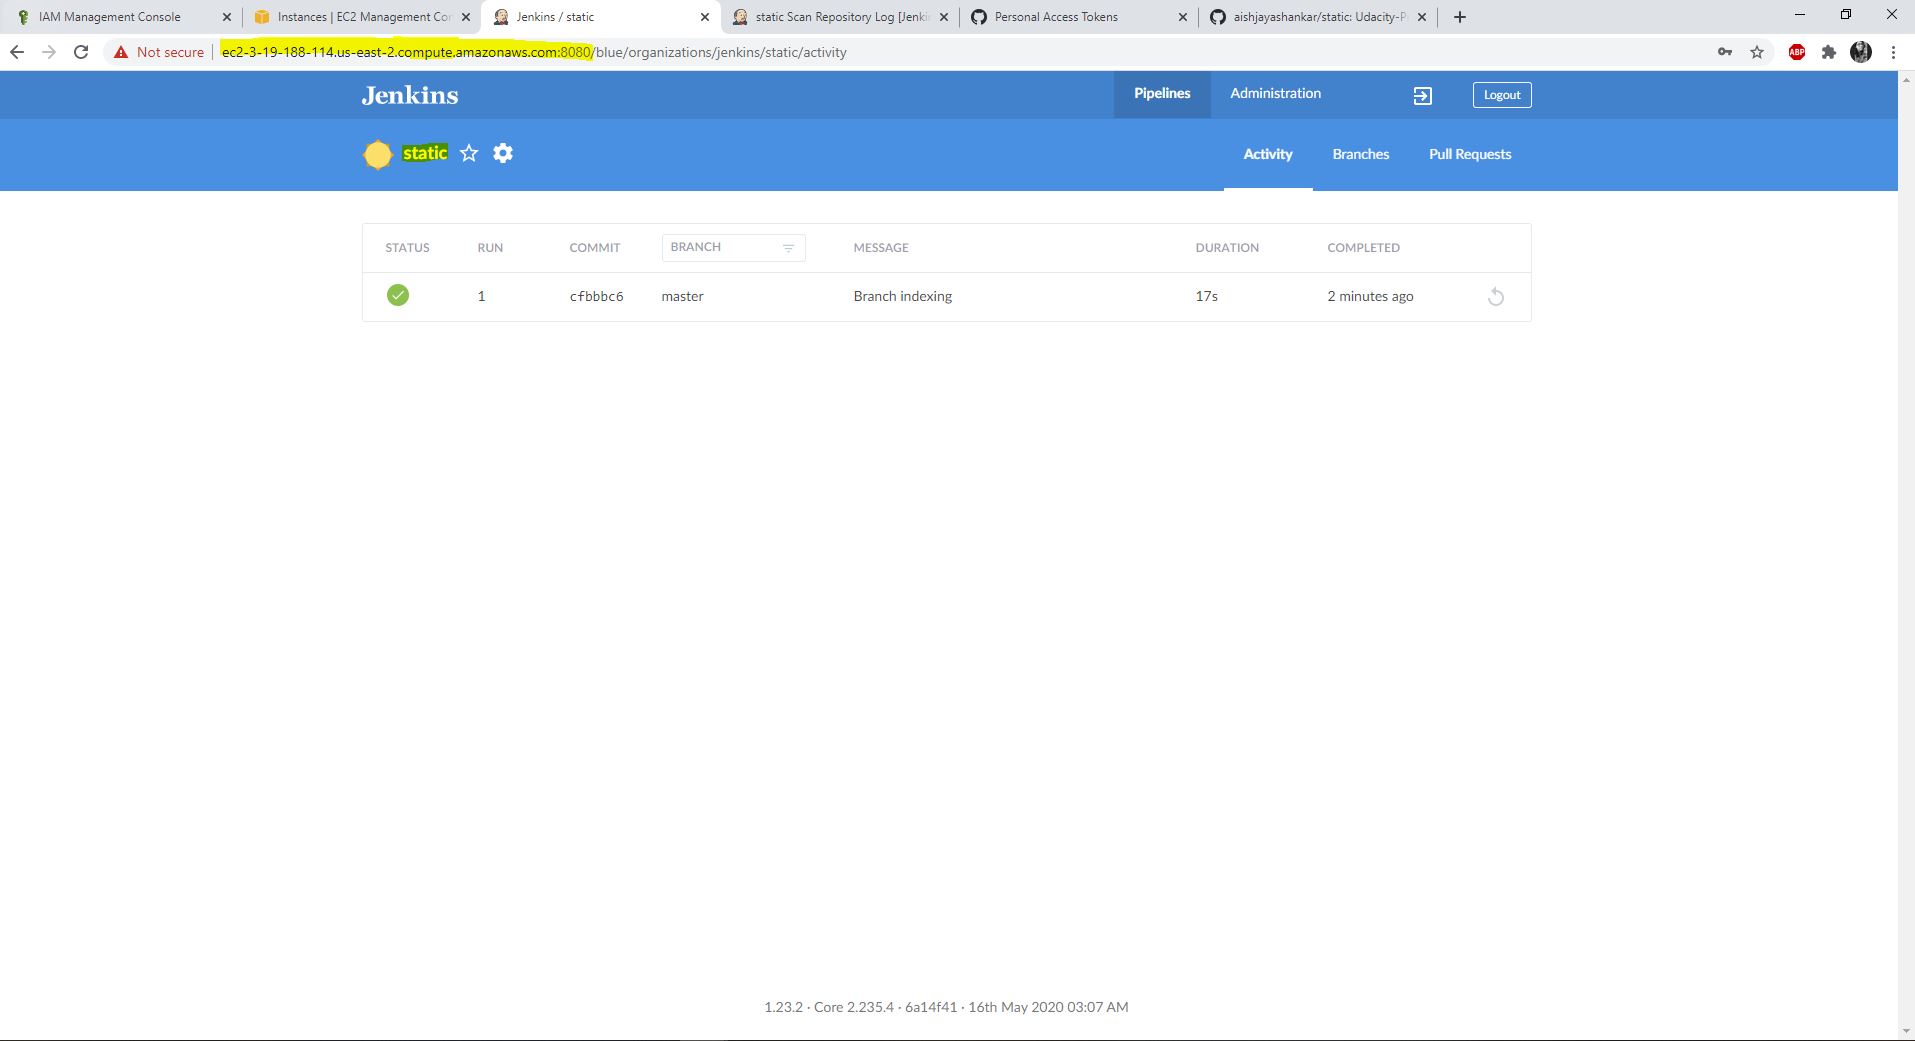 IAM Management Console
Instances | EC2 Management Con
Jenkins / static
static Scan Repository Log [Jenkin
Personal Access Tokens
aishjayashankar/static: Udacity-P
Not secure
ec2-3-19-188-114.us-east-2.compute.amazonaws.com:8080/blue/organizations/jenkins/static/activity
ABP
Jenkins
Pipelines
Administration
Logout
static
Activity
Branches
Pull Requests
STATUS RUN COMMIT BRANCH MESSAGE DURATION COMPLETED
1 cfbbbc6 master Branch indexing 17s 2 minutes ago
1.23.2 · Core 2.235.4 · 6a14f41 · 16th May 2020 03:07 AM